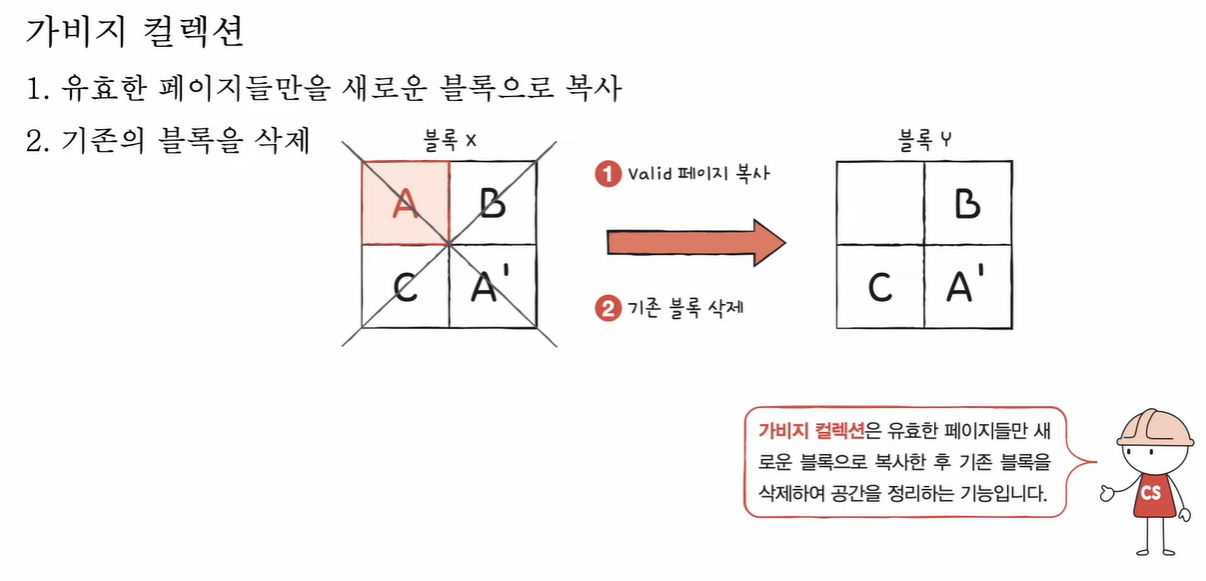 가비지 컬렉션
1. 유효한 페이지들만을 새로운 블록으로 복사
2. 기존의 블록을 삭제
블록 X
A
B
C
A'
1 Valid 페이지 복사
2 기존 블록 삭제
블록 Y
B
C
A'
가비지 컬렉션은 유효한 페이지들만 새
로운 블록으로 복사한 후 기존 블록을
삭제하여 공간을 정리하는 기능입니다.
CS